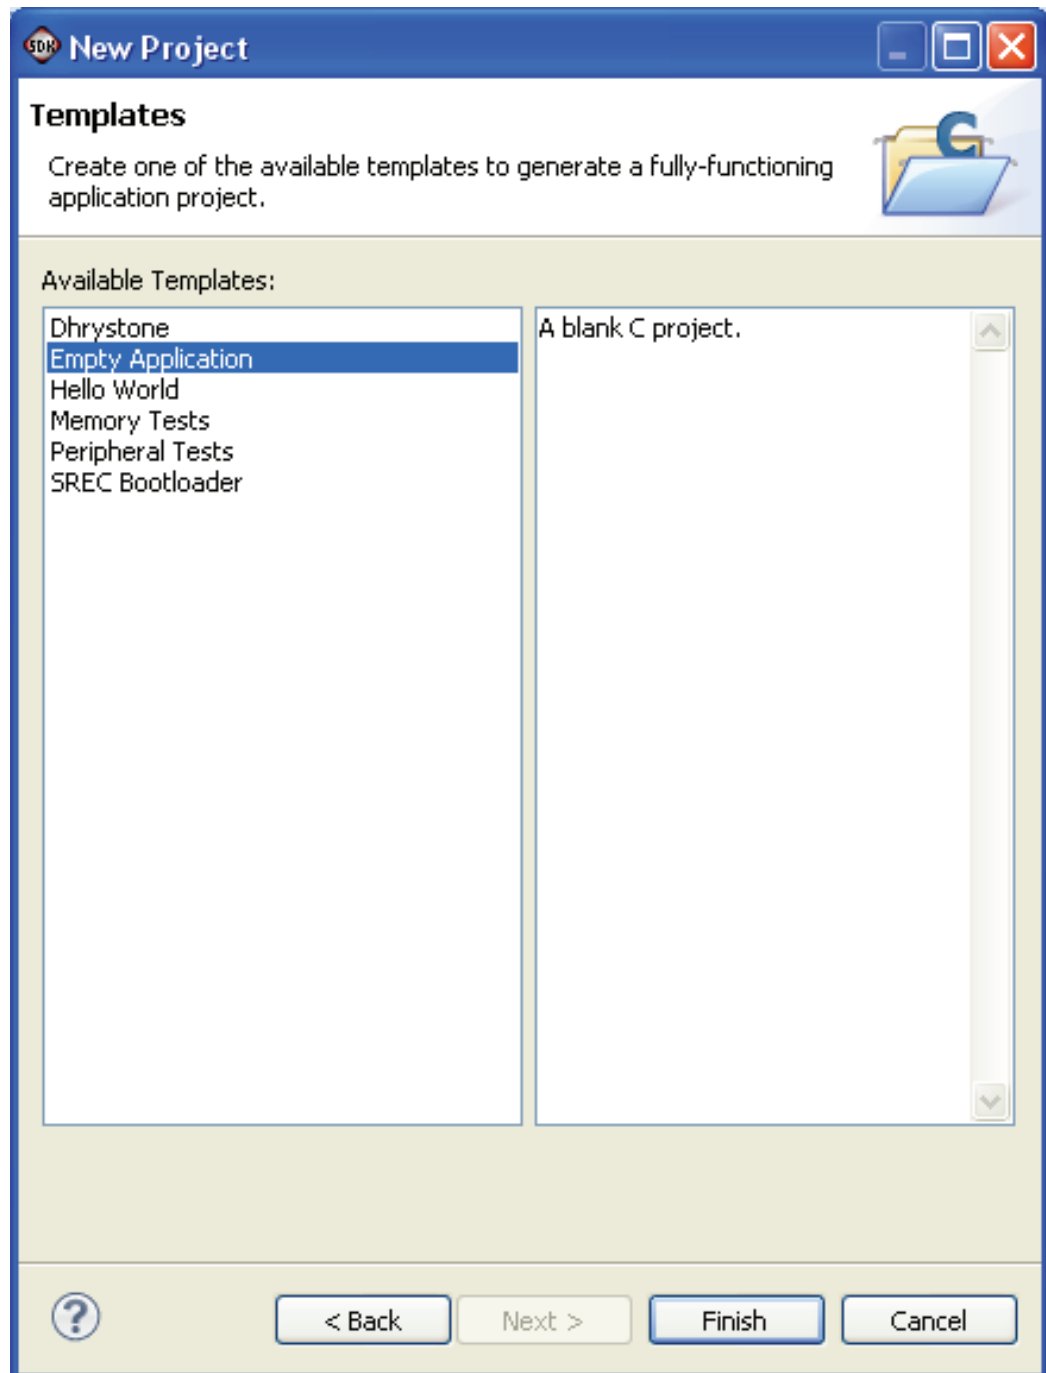 SDK New Project
Templates
Create one of the available templates to generate a fully-functioning
application project.
C
Available Templates:
Dhrystone
Empty Application
Hello World
Memory Tests
Peripheral Tests
SREC Bootloader
A blank C project.
?
< Back
Next >
Finish
Cancel